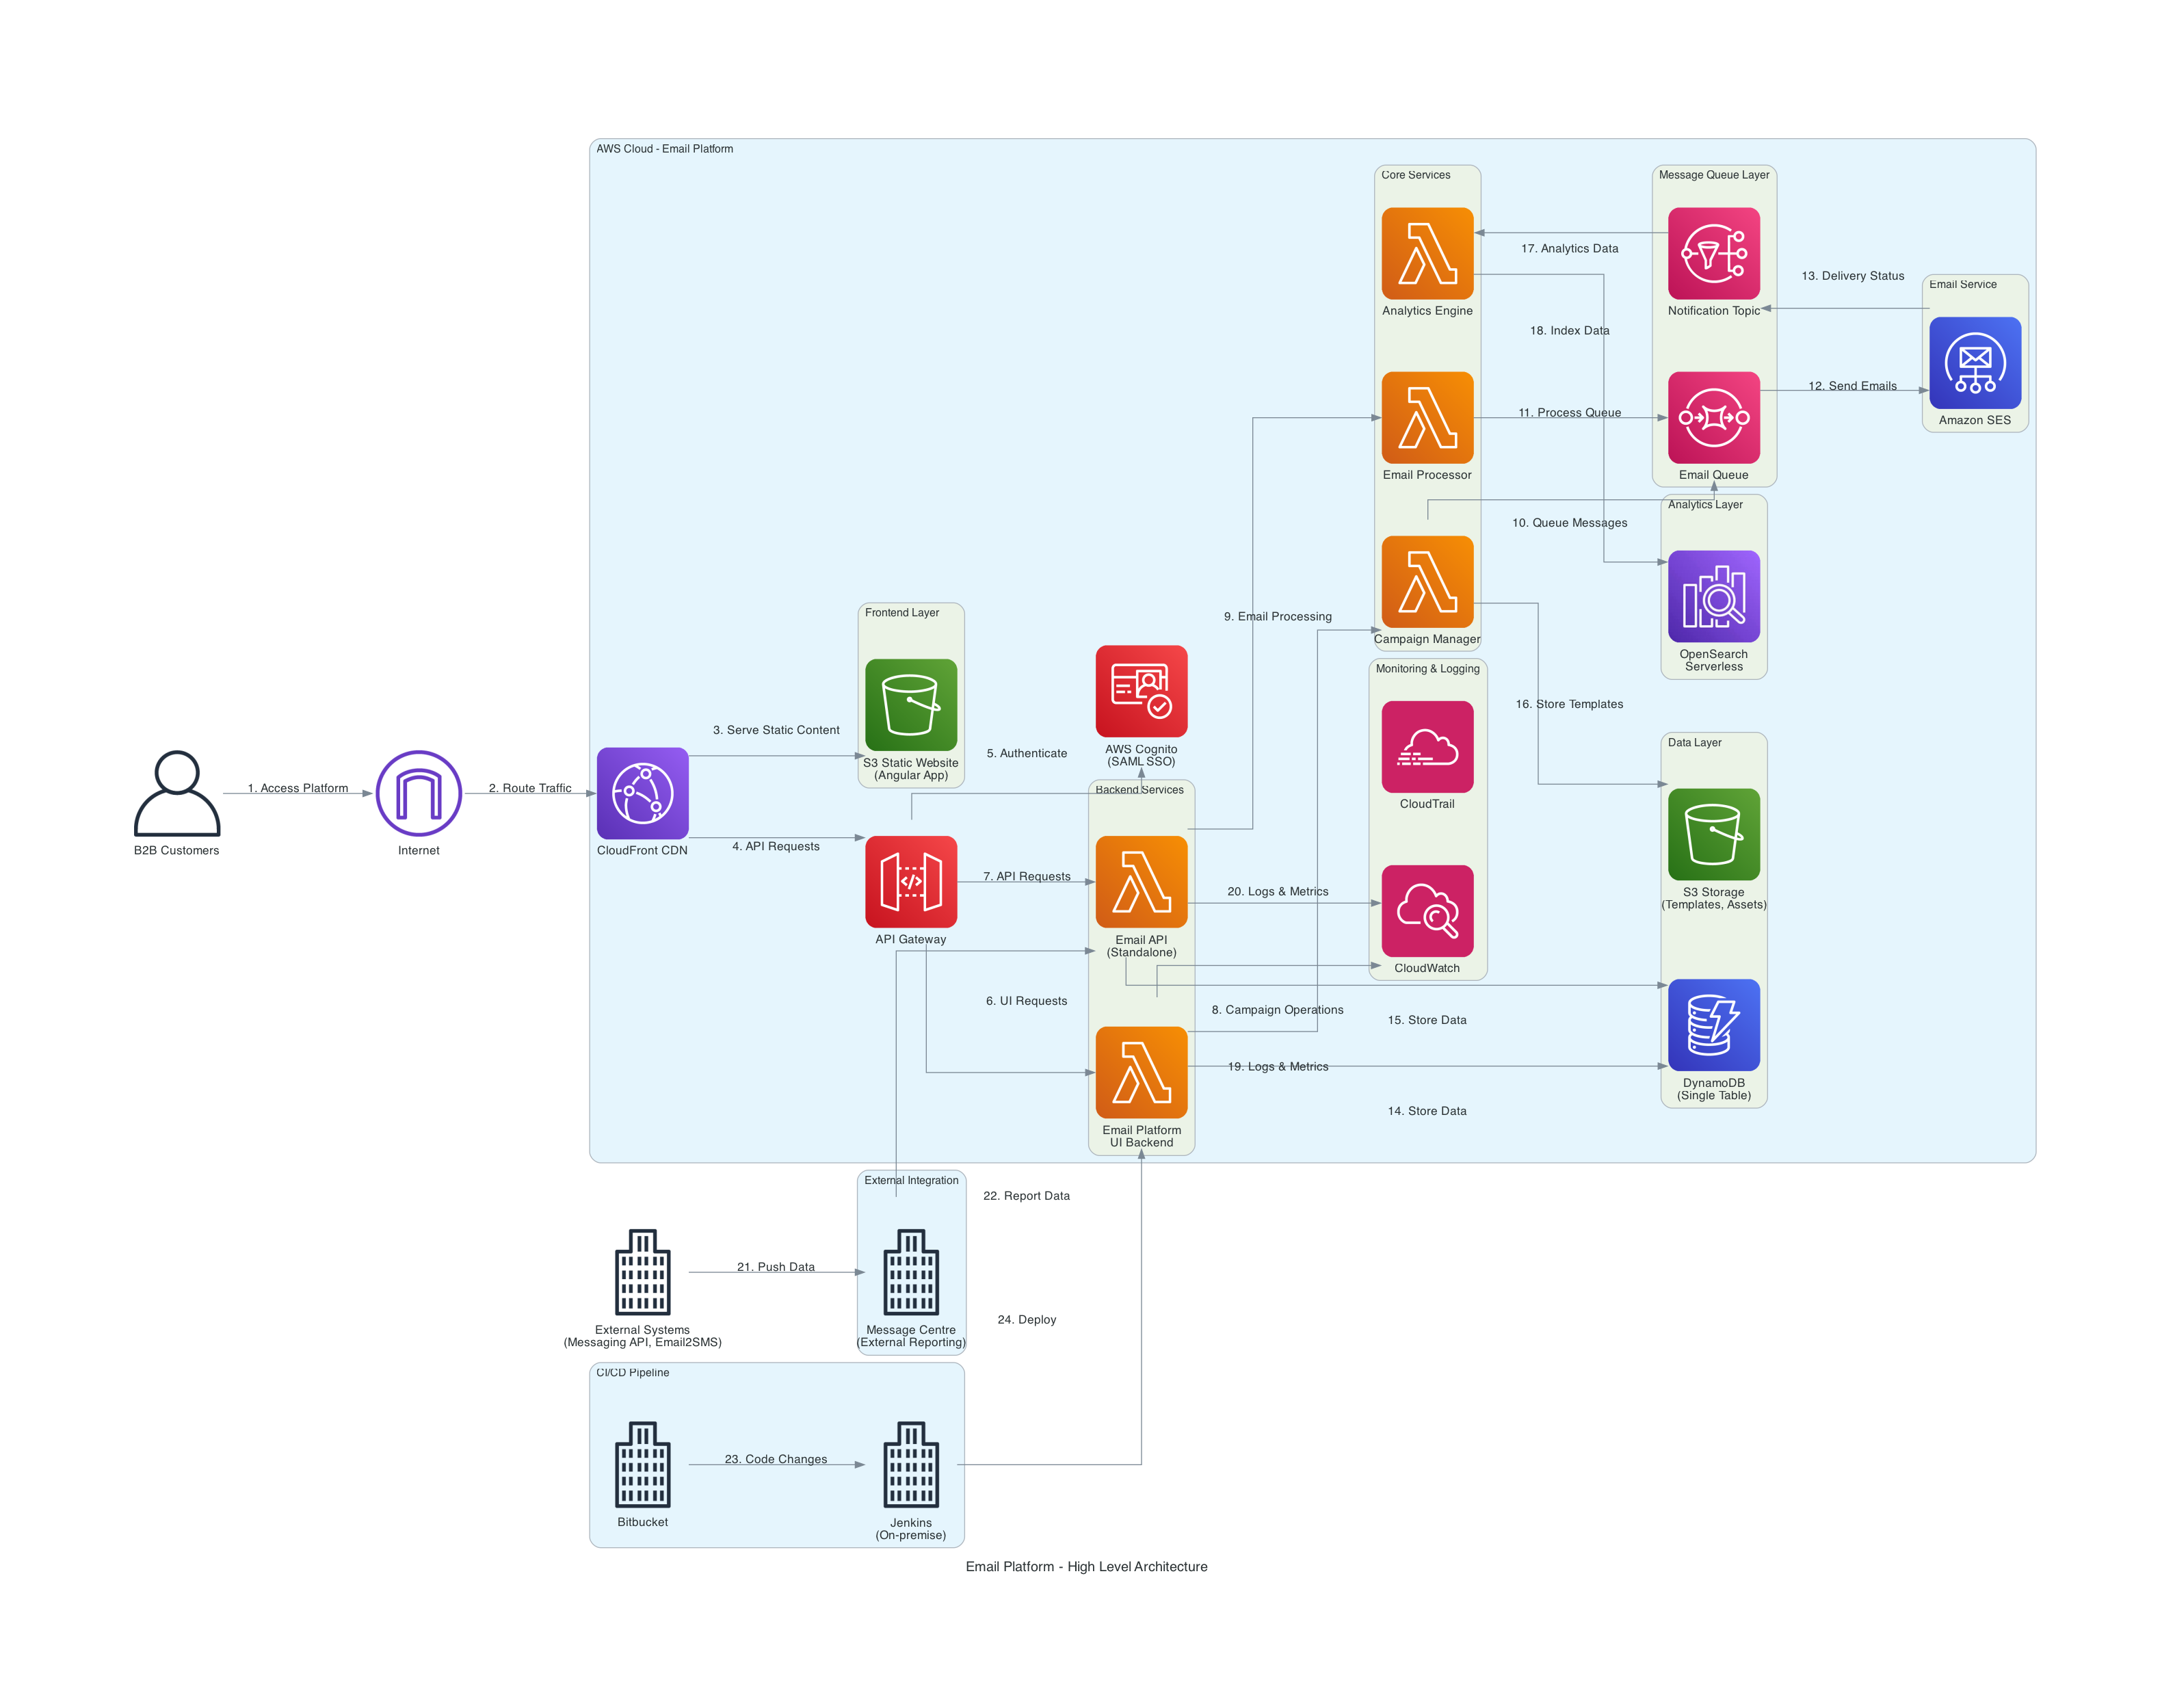 AWS Cloud - Email Platform
Core Services
Message Queue Layer
17. Analytics Data
13. Delivery Status
Email Service
Analytics Engine
Notification Topic
18. Index Data
12. Send Emails
11. Process Queue
Amazon SES
Email Processor
Email Queue
Analytics Layer
10. Queue Messages
Frontend Layer
9. Email Processing
Campaign Manager
OpenSearch
Serverless
Monitoring & Logging
16. Store Templates
3. Serve Static Content
5. Authenticate
AWS Cognito
(SAML SSO)
Data Layer
S3 Static Website
(Angular App)
1. Access Platform
2. Route Traffic
Backend Services
CloudTrail
B2B Customers
Internet
CloudFront CDN
4. API Requests
7. API Requests
20. Logs & Metrics
S3 Storage
(Templates, Assets)
API Gateway
Email API
(Standalone)
CloudWatch
6. UI Requests
8. Campaign Operations
15. Store Data
19. Logs & Metrics
DynamoDB
(Single Table)
14. Store Data
Email Platform
UI Backend
External Integration
22. Report Data
21. Push Data
24. Deploy
External Systems
(Messaging API, Email2SMS)
Message Centre
(External Reporting)
CI/CD Pipeline
23. Code Changes
Bitbucket
Jenkins
(On-premise)
Email Platform - High Level Architecture